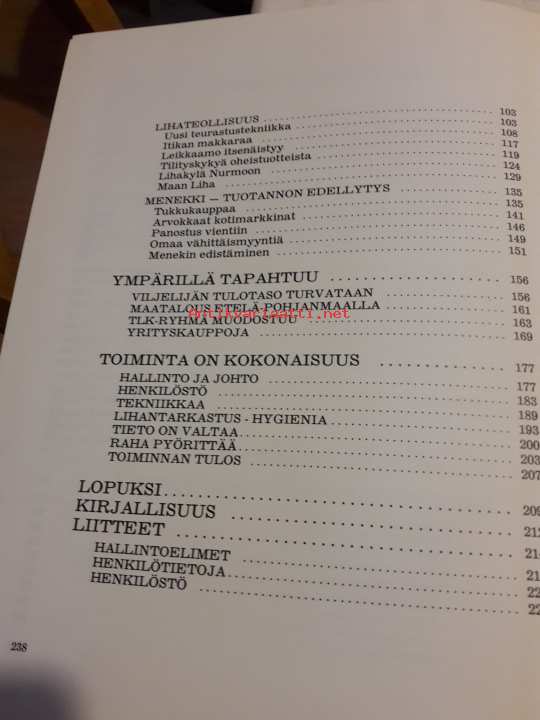 LIHATEOLLISUUS 103
Uusi teurastustekniikka 103
Itikan makkaraa 108
Leikkaamo itsenäistyy 117
Tilityskykyä oheistuotteista 119
Lihakylä Nurmoon 124
Maan Liha 129
MENEKKI — TUOTANNON EDELLYTYS 135
Tukkukauppaa 135
Arvokkaat kotimarkkinat 141
Panostus vientiin 146
Omaa vähittäismyyntiä 149
Menekin edistäminen 151
YMPÄRILLÄ TAPAHTUU 156
VILJELIJÄN TULOTASO TURVATAAN 156
MAATALOUS ETELÄ-POHJANMAALLA 161
antikvariaatti.net
TLK-RYHMÄ MUODOSTUU 163
YRITYSKAUPPOJA 169
TOIMINTA ON KOKONAISUUS 177
HALLINTO JA JOHTO 177
HENKILÖSTÖ 183
TEKNIIKKAA 189
LIHANTARKASTUS - HYGIENIA 193
TIETO ON VALTAA 200
RAHA PYÖRITTÄÄ 203
TOIMINNAN TULOS 207
LOPUKSI 209
KIRJALLISUUS
LIITTEET
HALLINTOELIMET
HENKILÖTIETOJA
HENKILÖSTÖ
238